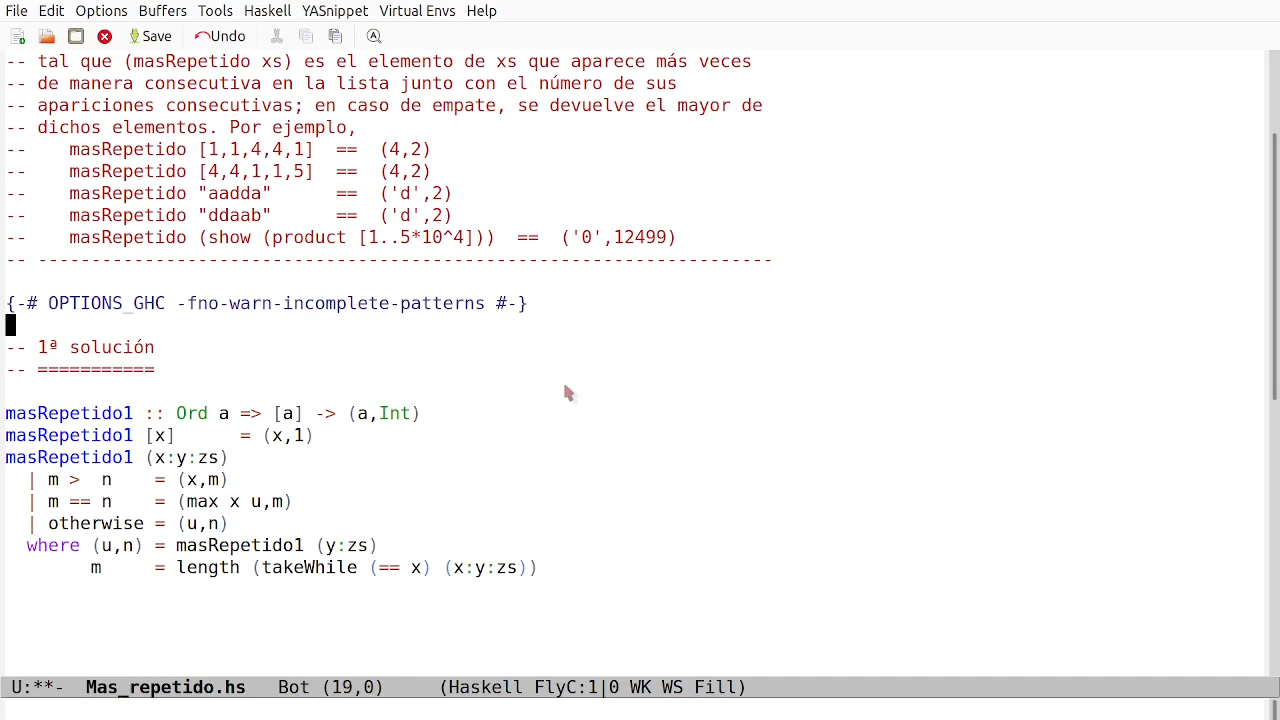 File Edit Options Buffers Tools Haskell YASnippet Virtual Envs Help
Save Undo
-- tal que (masRepetido xs) es el elemento de xs que aparece más veces
-- de manera consecutiva en la lista junto con el número de sus
-- apariciones consecutivas; en caso de empate, se devuelve el mayor de
-- dichos elementos. Por ejemplo,
--    masRepetido [1,1,4,4,1]  ==  (4,2)
--    masRepetido [4,4,1,1,5]  ==  (4,2)
--    masRepetido "aadda"      ==  ('d',2)
--    masRepetido "ddaab"      ==  ('d',2)
--    masRepetido (show (product [1..5*10^4]))  ==  ('0',12499)
-- ---------------------------------------------------------------------
{-# OPTIONS_GHC -fno-warn-incomplete-patterns #-}
-- 1ª solución
-- ===========
masRepetido1 :: Ord a => [a] -> (a,Int)
masRepetido1 [x]      = (x,1)
masRepetido1 (x:y:zs)
  | m >  n    = (x,m)
  | m == n    = (max x u,m)
  | otherwise = (u,n)
  where (u,n) = masRepetido1 (y:zs)
        m     = length (takeWhile (== x) (x:y:zs))
U:**-  Mas_repetido.hs   Bot (19,0)     (Haskell FlyC:1|0 WK WS Fill)